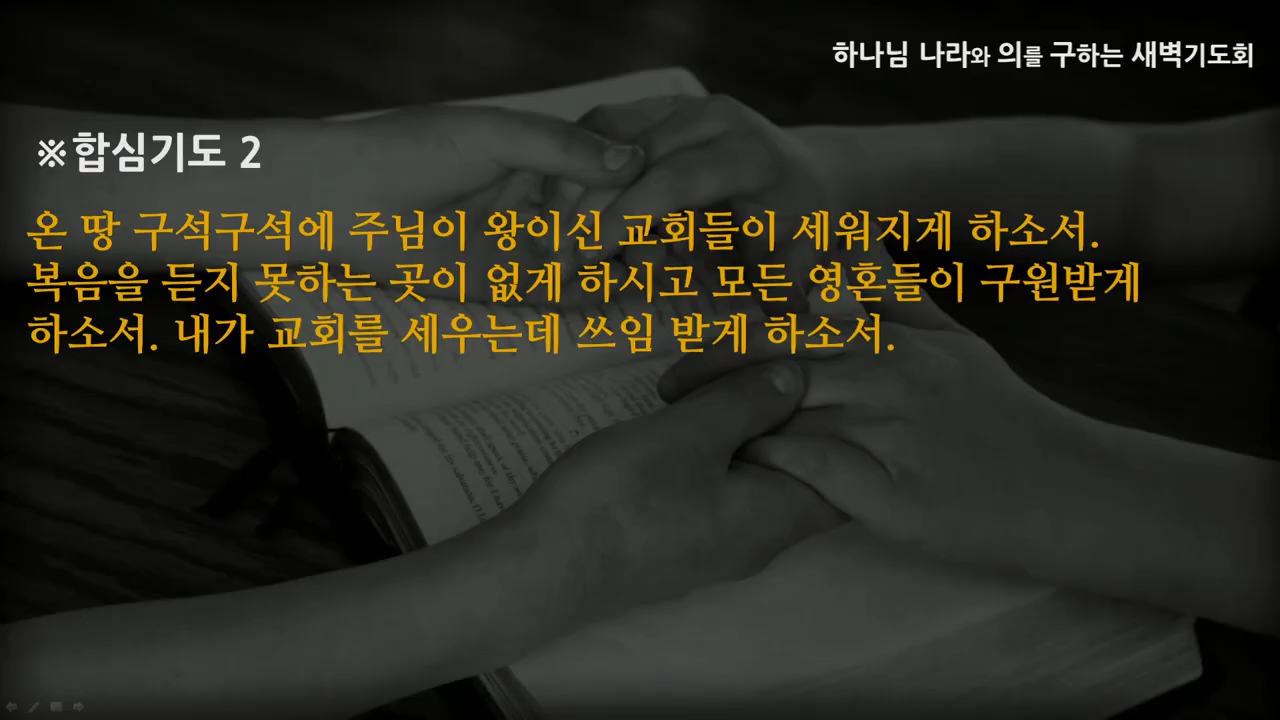 하나님 나라와 의를 구하는 새벽기도회
※합심기도 2
온 땅 구석구석에 주님이 왕이신 교회들이 세워지게 하소서.
복음을 듣지 못하는 곳이 없게 하시고 모든 영혼들이 구원받게
하소서. 내가 교회를 세우는데 쓰임 받게 하소서.